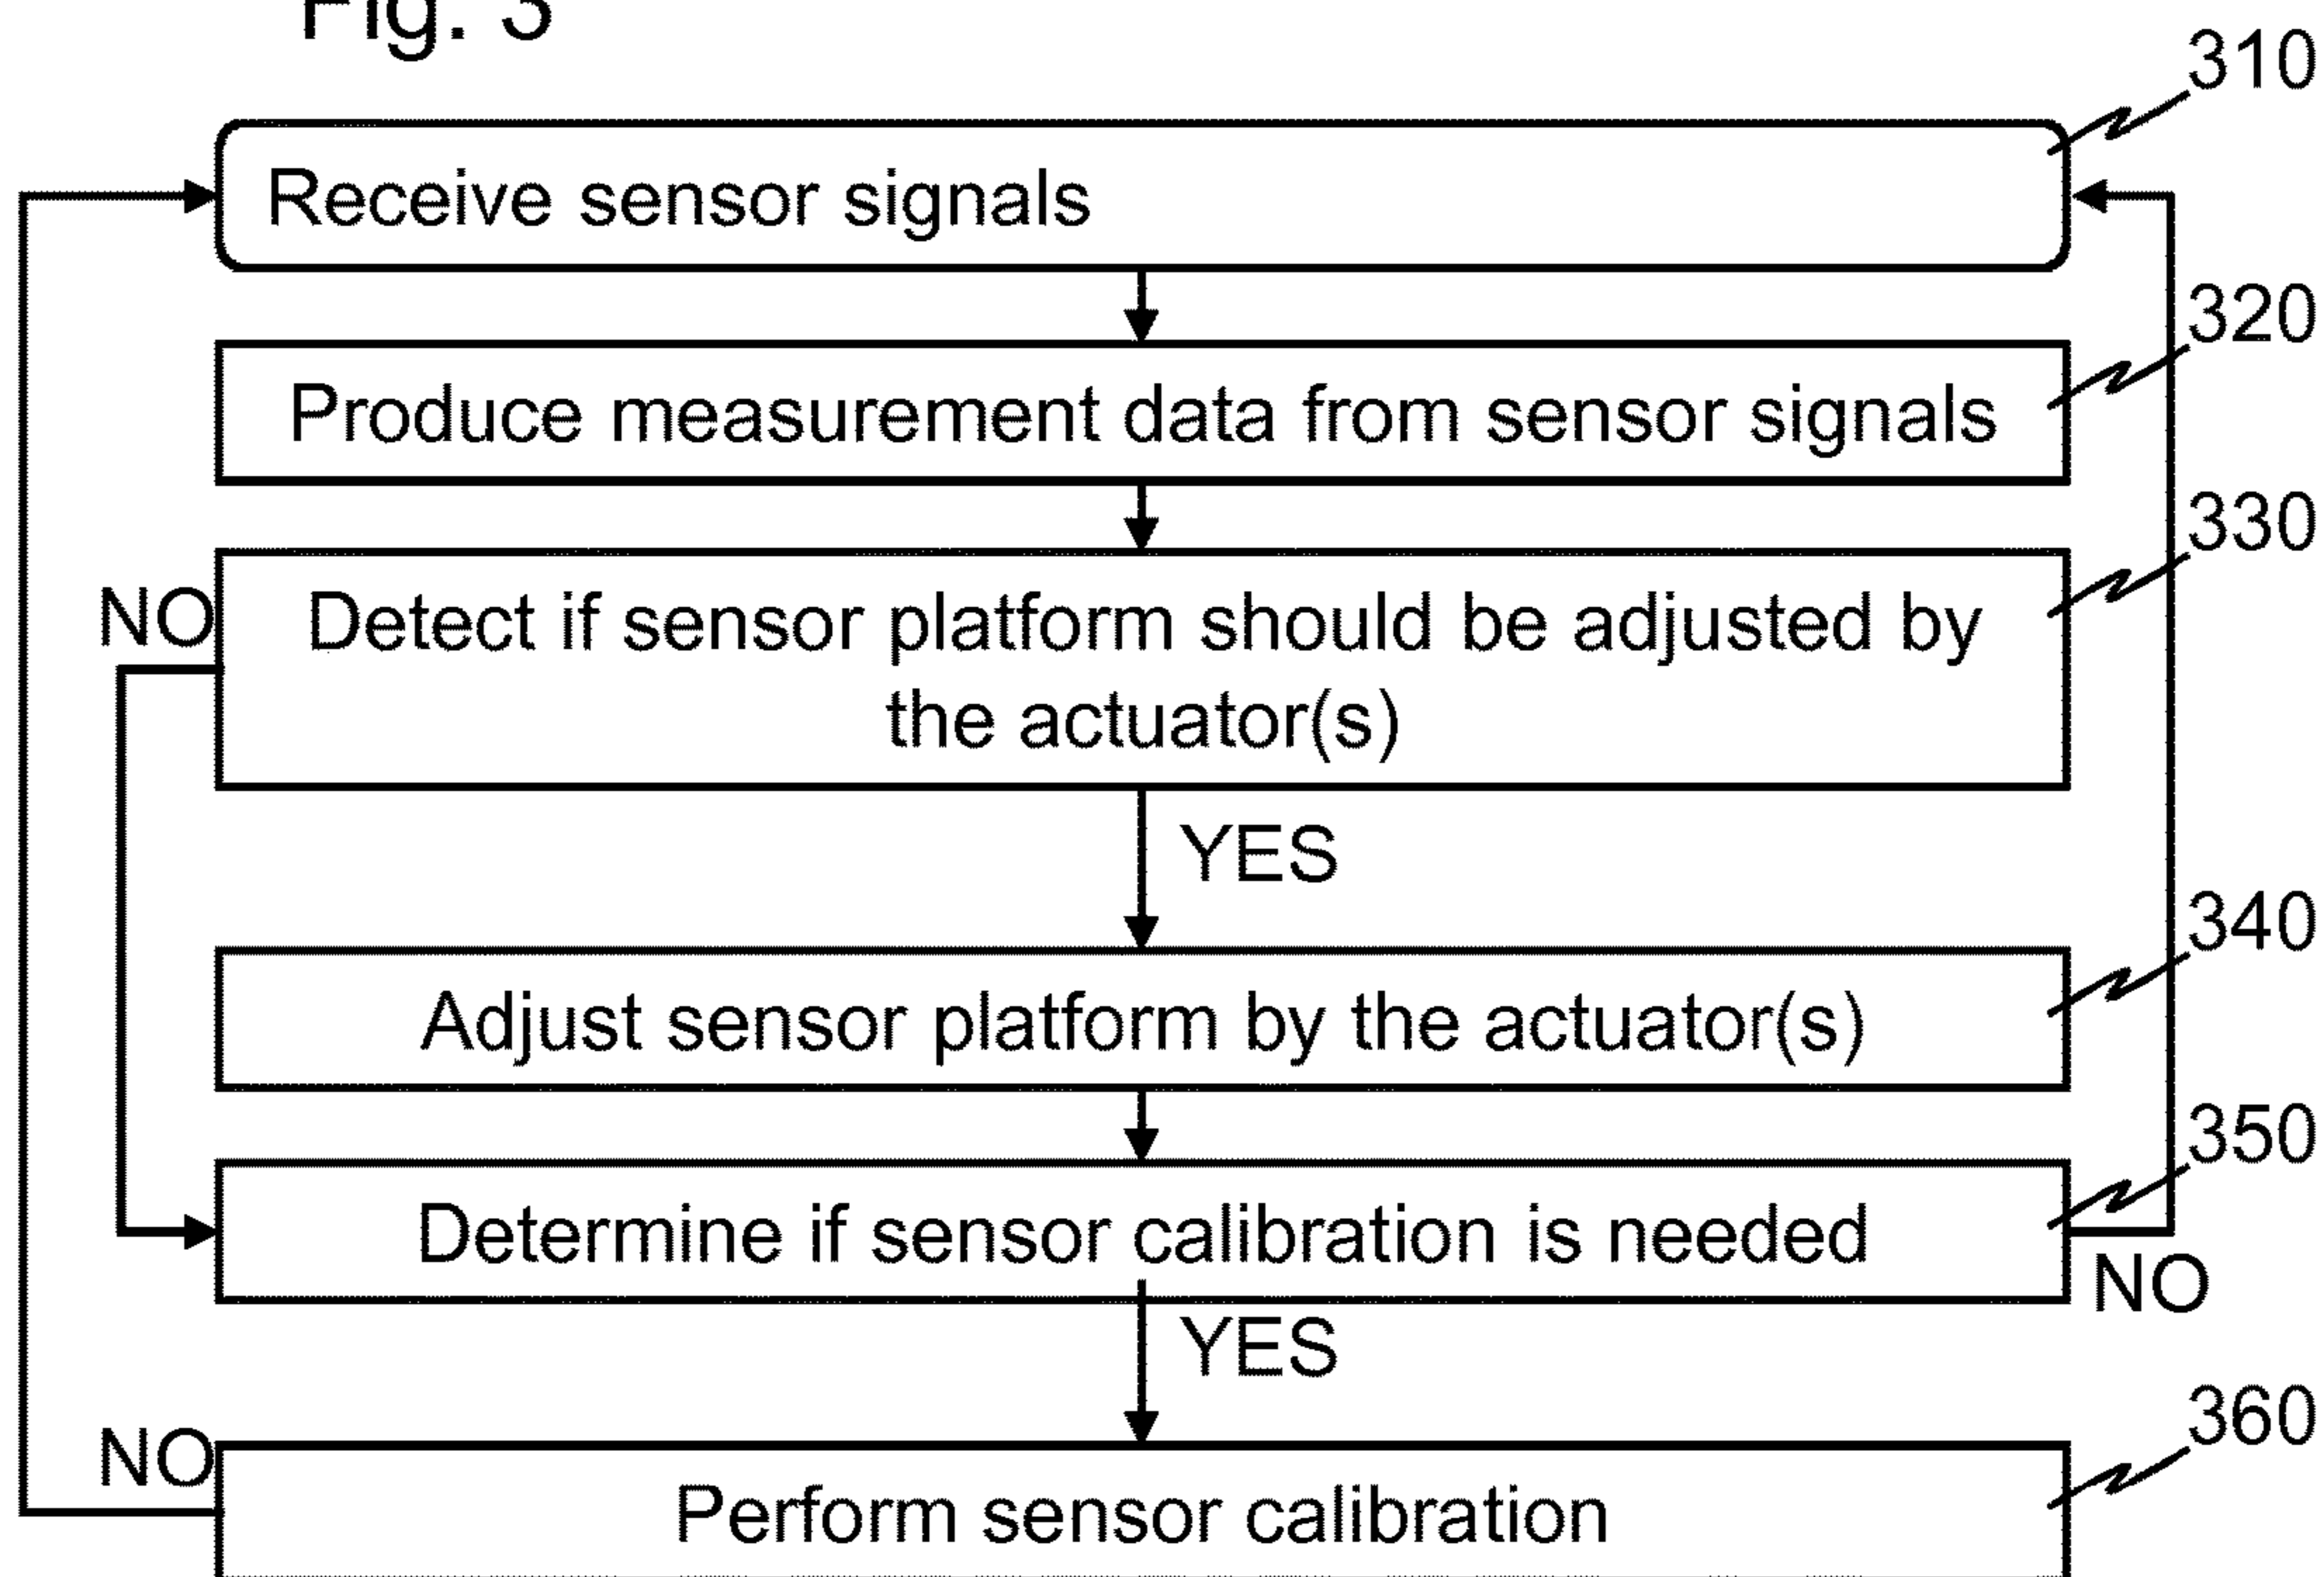 Fig. 3
310
Receive sensor signals
320
Produce measurement data from sensor signals
330
NO
Detect if sensor platform should be adjusted by
the actuator(s)
YES
340
Adjust sensor platform by the actuator(s)
350
Determine if sensor calibration is needed
NO
YES
360
NO
Perform sensor calibration